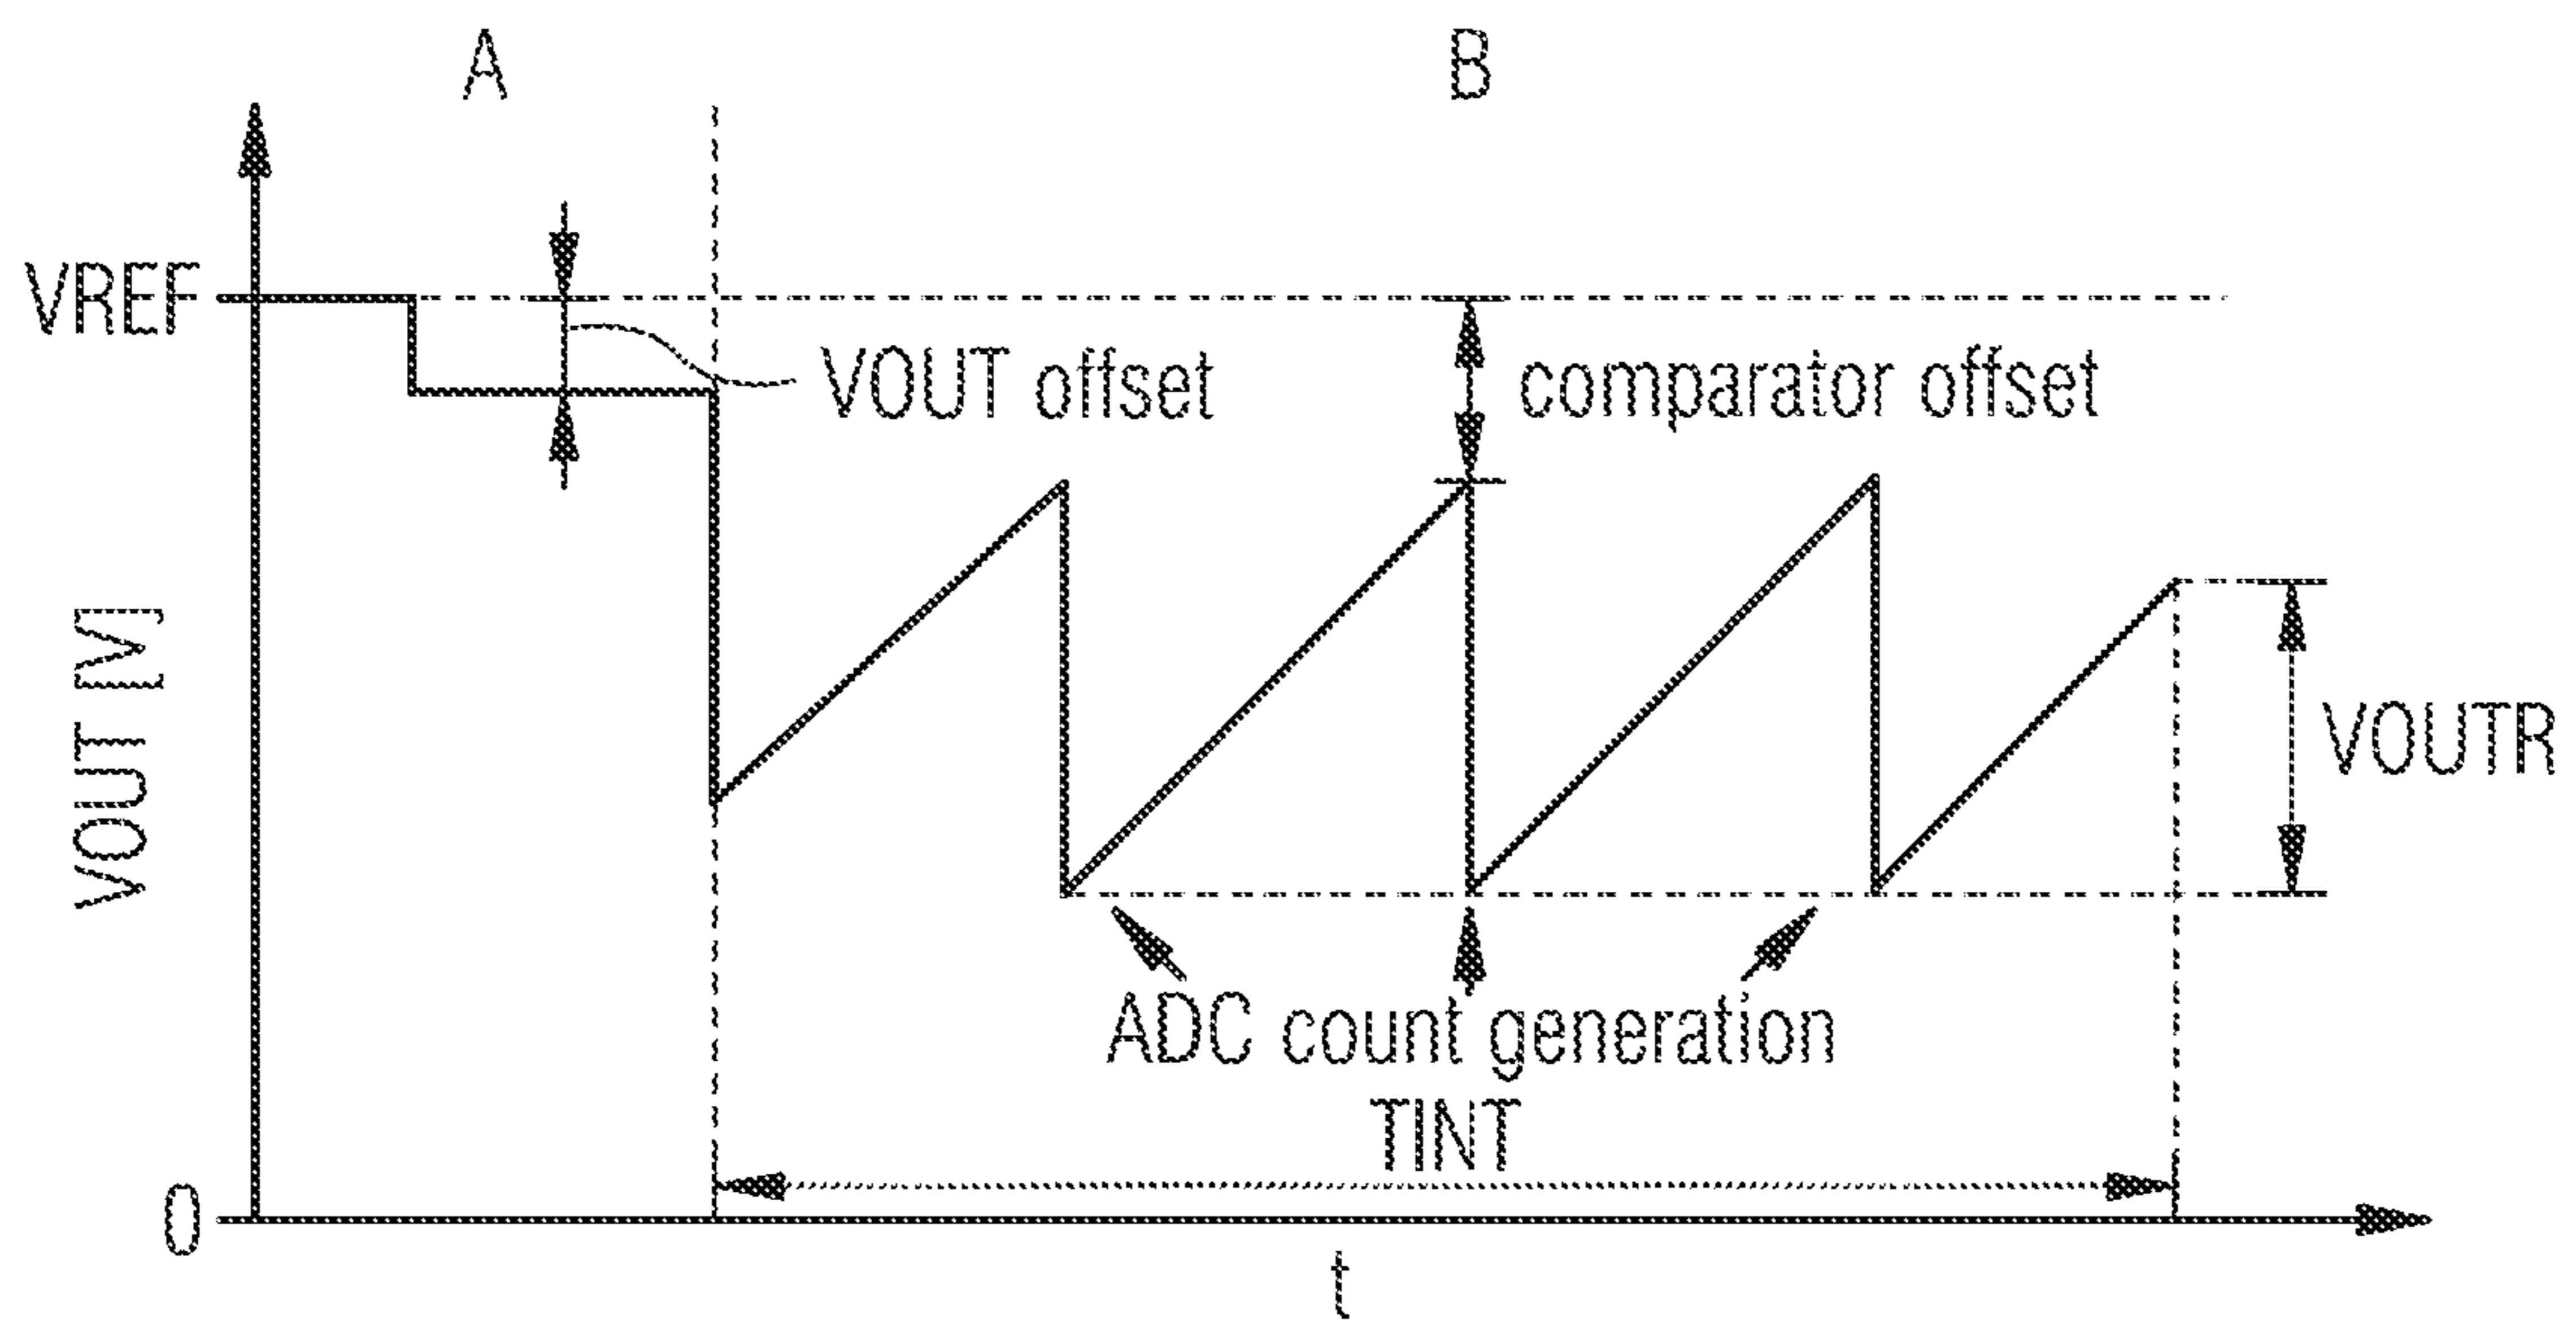 A
B
VREF
VOUT offset
comparator offset
VOUT [V]
VOUTR
ADC count generation
TINT
0
t